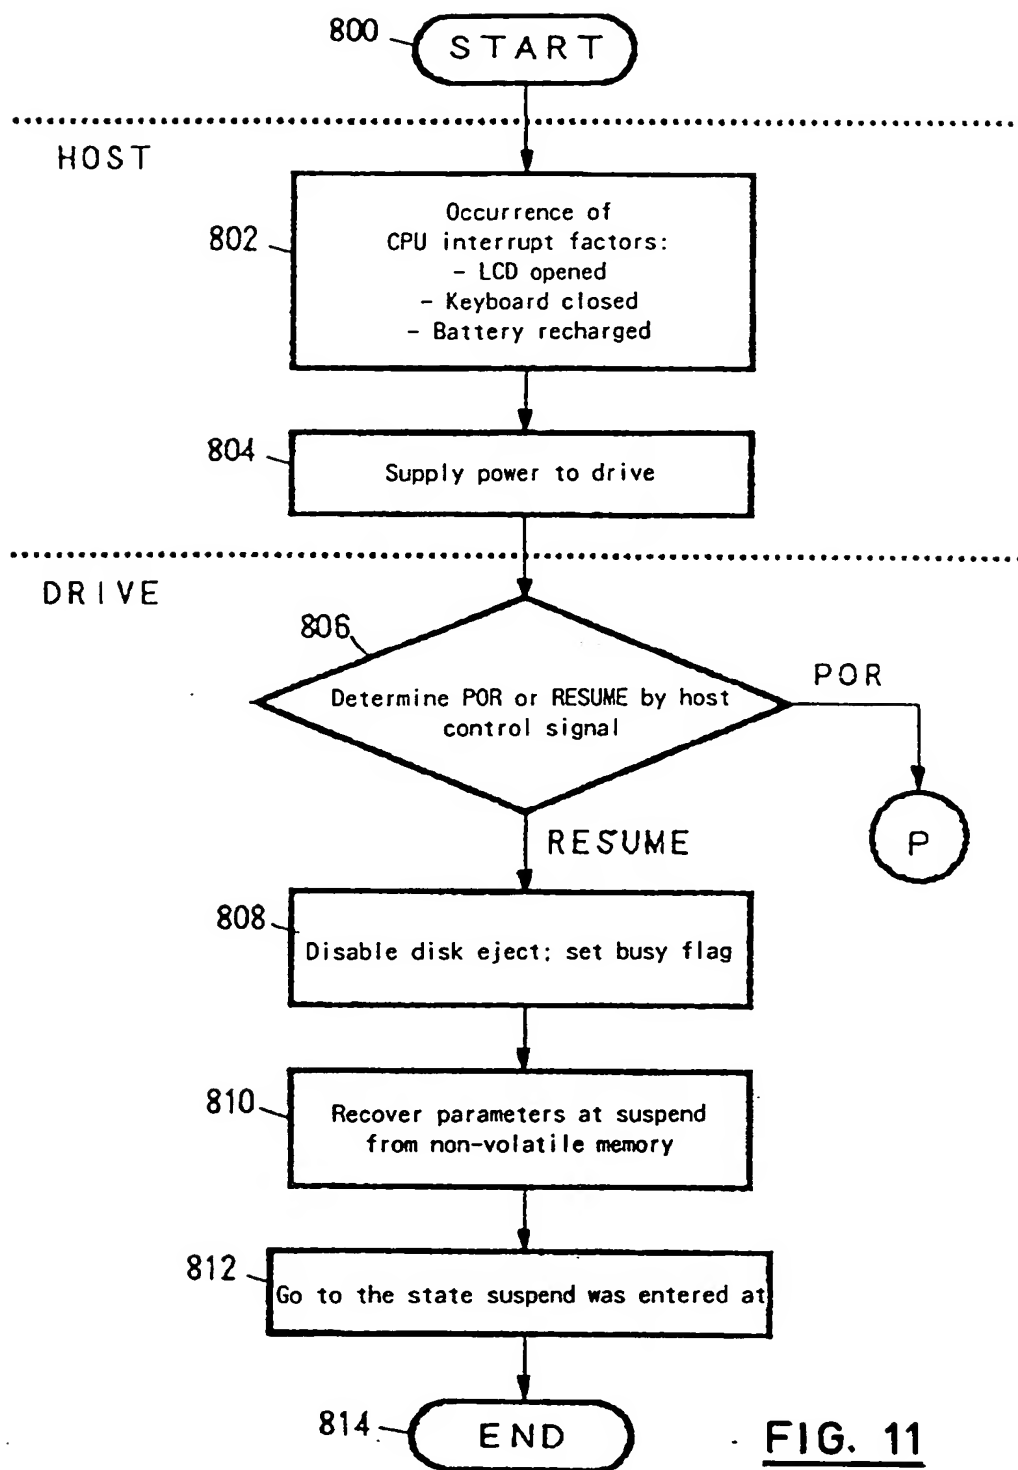 800
START
HOST
802
Occurrence of
CPU interrupt factors:
- LCD opened
- Keyboard closed
- Battery recharged
804
Supply power to drive
DRIVE
806
Determine POR or RESUME by host
control signal
POR
P
RESUME
808
Disable disk eject; set busy flag
810
Recover parameters at suspend
from non-volatile memory
812
Go to the state suspend was entered at
814
END
FIG. 11